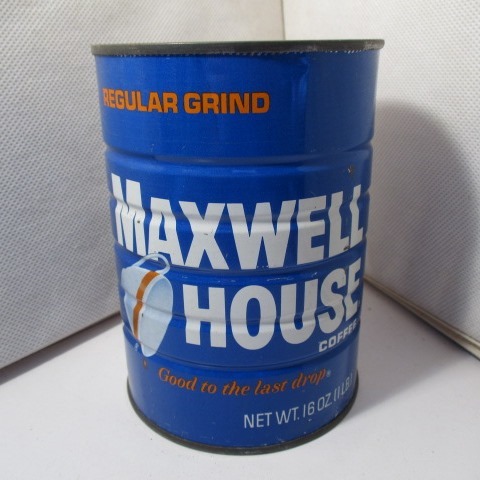 REGULAR GRIND
MAXWELL
HOUSE
COFFEE
Good to the last drop®
NET WT. 16 OZ. (1 LB)